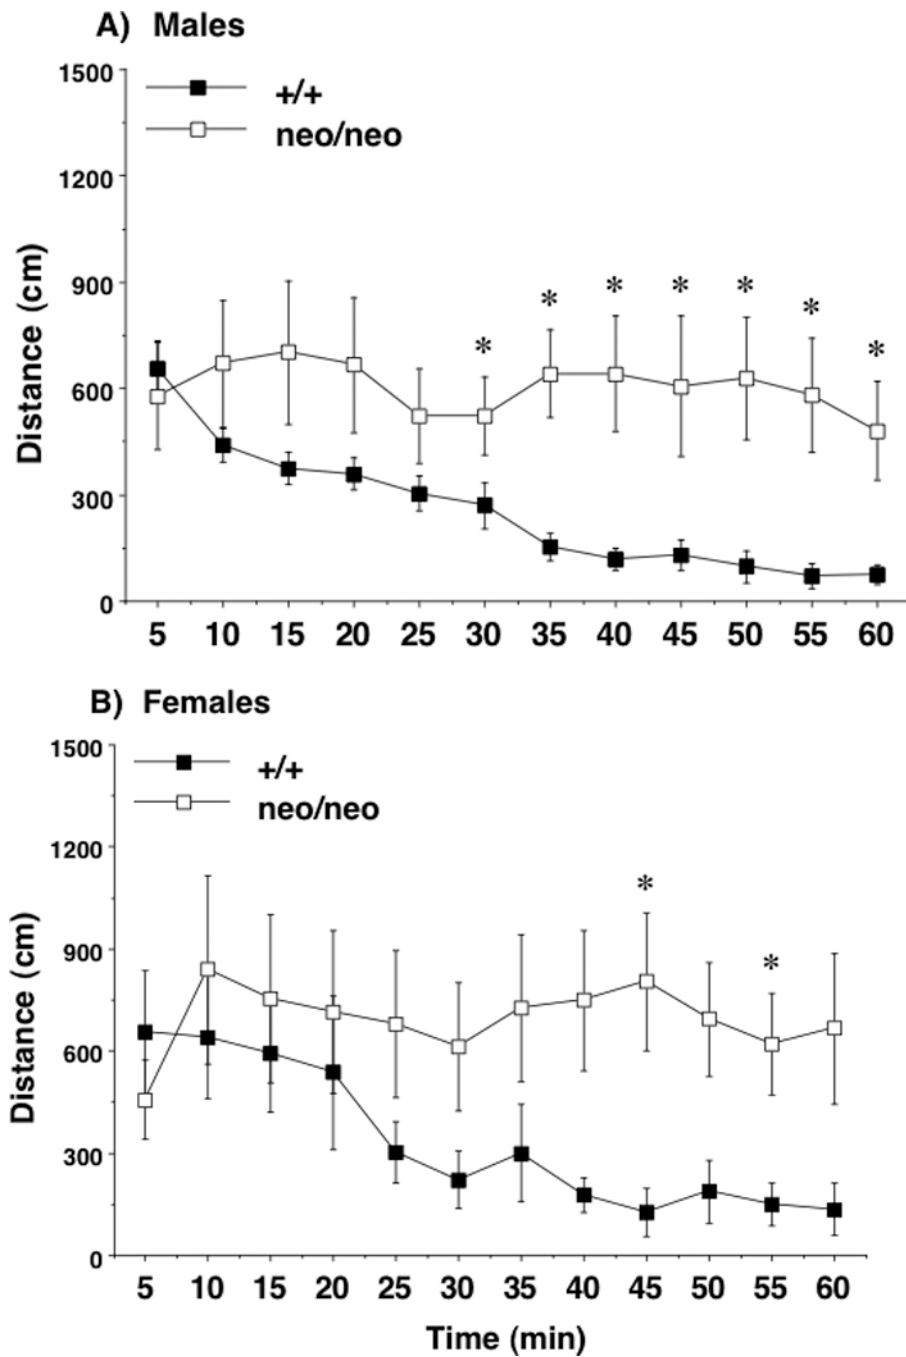 A) Males
1500
+/+
neo/neo
1200
900
* * * * * * *
600
300
0
Distance (cm)
5 10 15 20 25 30 35 40 45 50 55 60
B) Females
1500
+/+
neo/neo
1200
900
* *
600
300
0
Distance (cm)
5 10 15 20 25 30 35 40 45 50 55 60
Time (min)